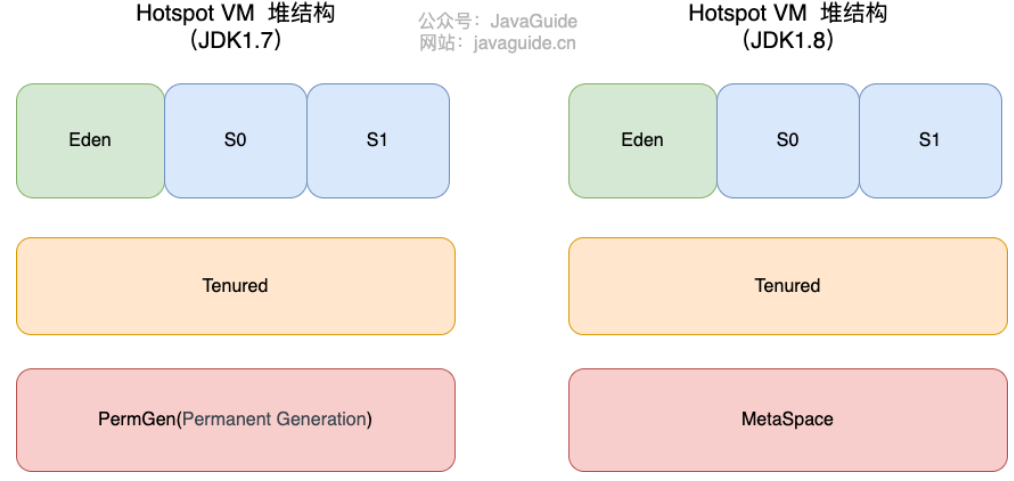 Hotspot VM 堆结构
（JDK1.7）
公众号：JavaGuide
网站：javaguide.cn
Hotspot VM 堆结构
（JDK1.8）
Eden
S0
S1
Eden
S0
S1
Tenured
Tenured
PermGen(Permanent Generation)
MetaSpace